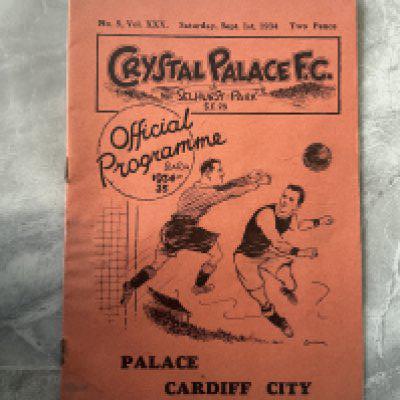 No. 3, Vol. XXX. Saturday, Sept. 1st, 1934 Two Pence
CRYSTAL PALACE F.C.
SELHURST PARK
S.E.25
Official
Programme
1934-
35
PALACE
CARDIFF CITY